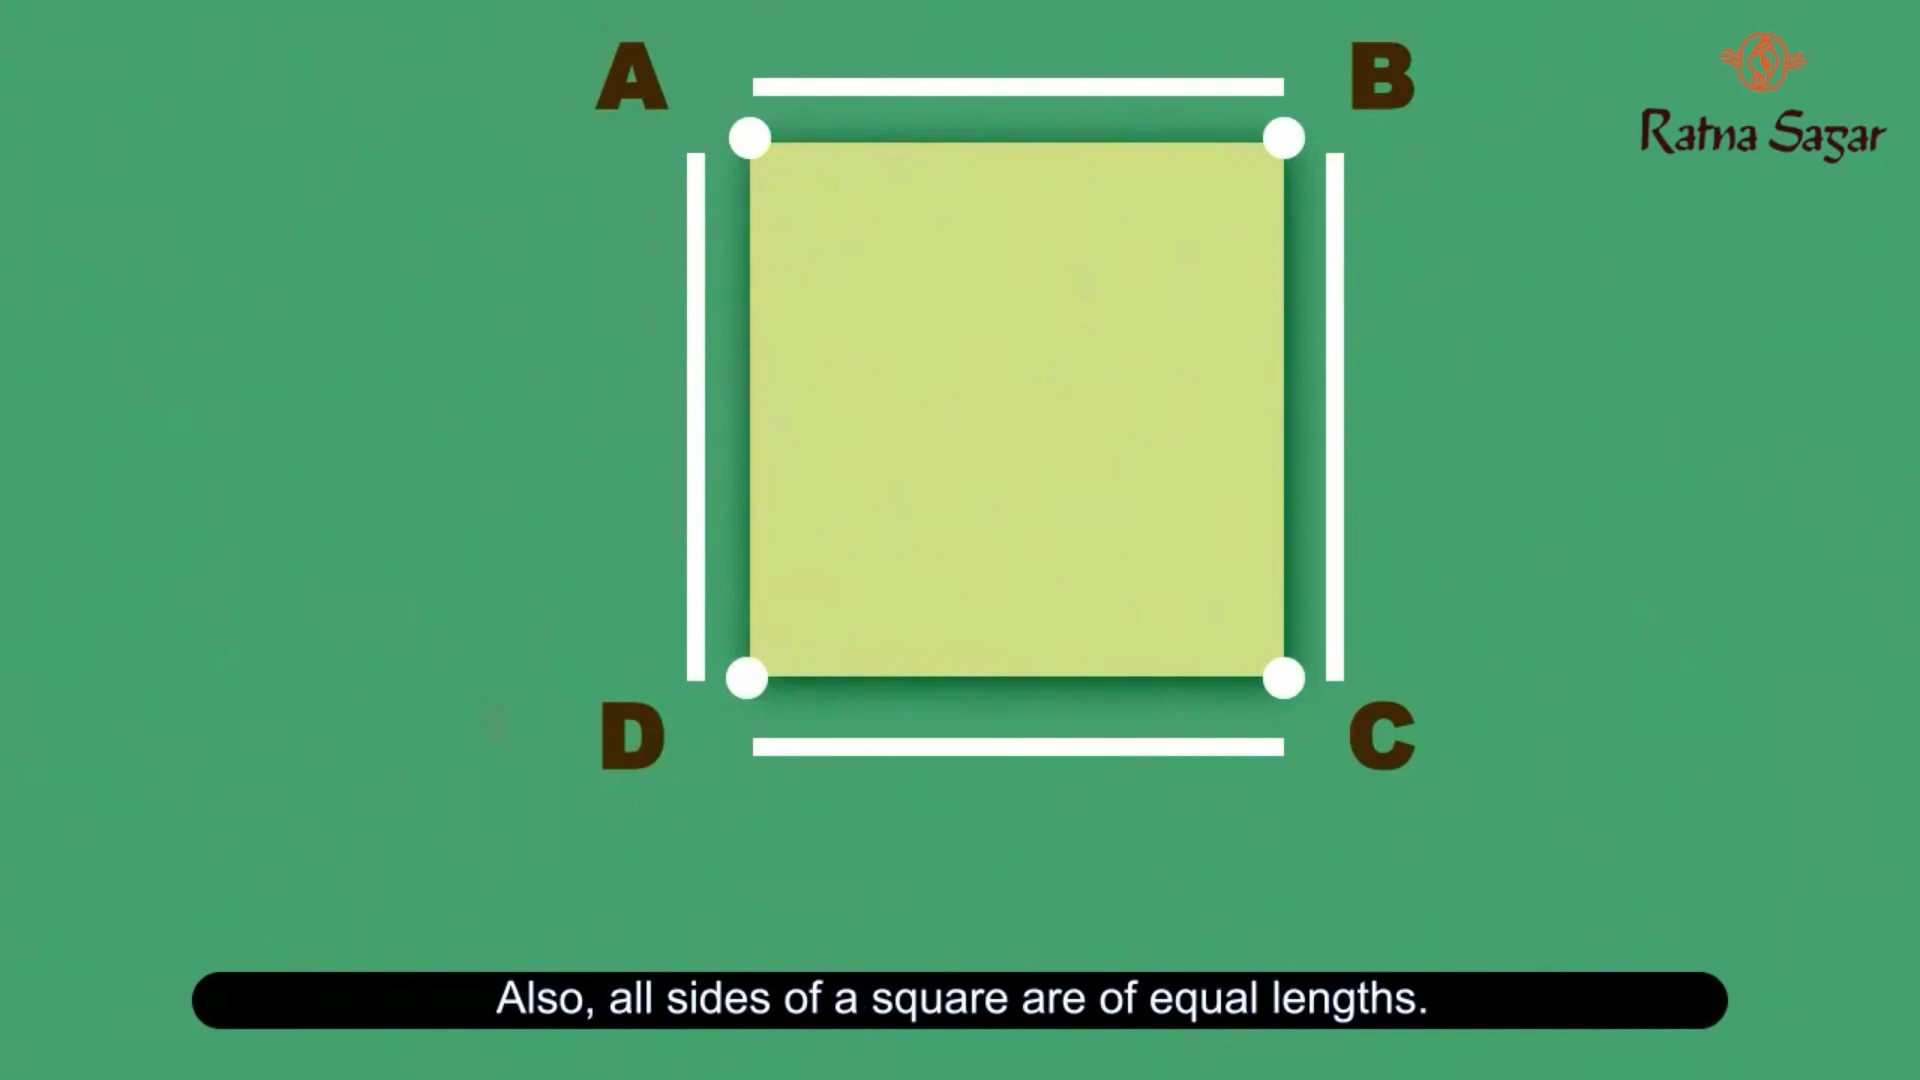 A
B
Ratna Sagar
D
C
Also, all sides of a square are of equal lengths.